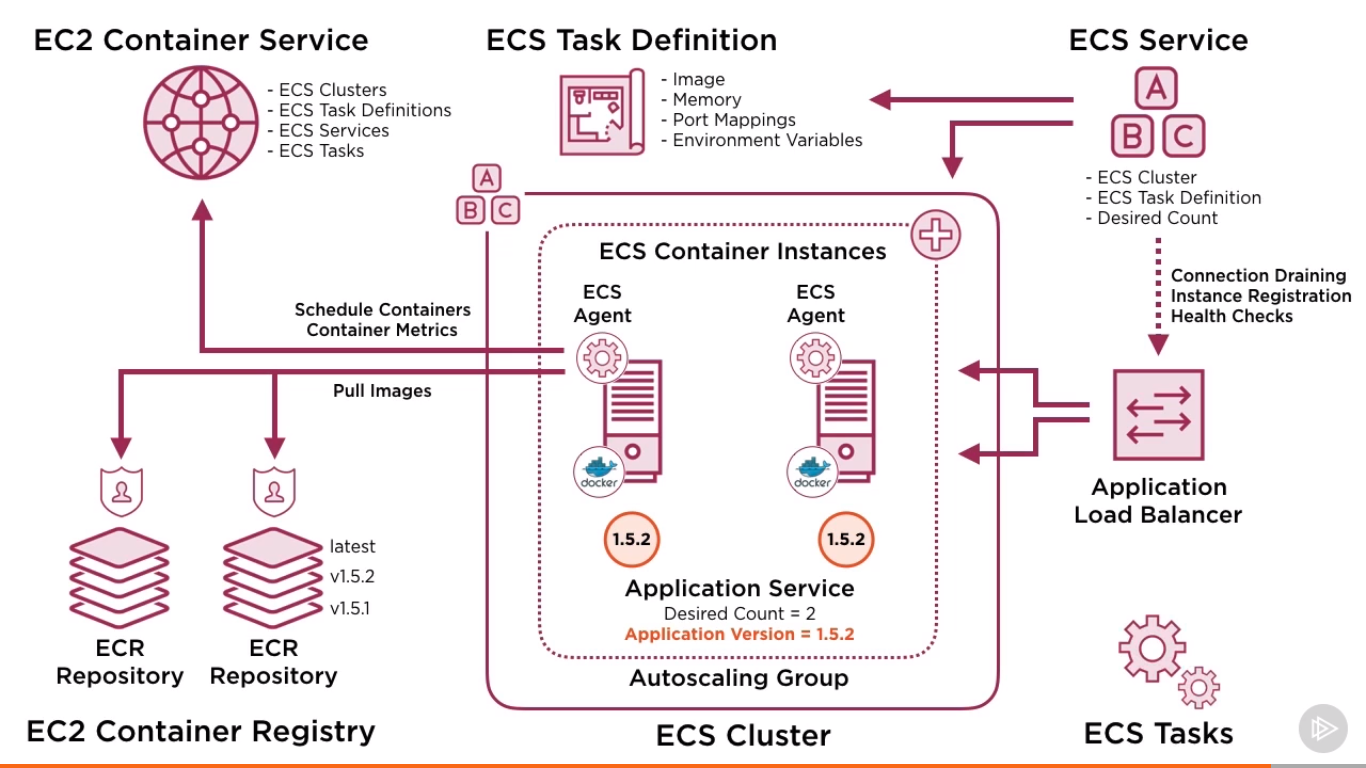 EC2 Container Service
- ECS Clusters
- ECS Task Definitions
- ECS Services
- ECS Tasks
ECS Task Definition
- Image
- Memory
- Port Mappings
- Environment Variables
ECS Service
A
B C
- ECS Cluster
- ECS Task Definition
- Desired Count
Connection Draining
Instance Registration
Health Checks
A
B C
ECS Container Instances
ECS
Agent
ECS
Agent
Schedule Containers
Container Metrics
Pull Images
docker
docker
1.5.2
1.5.2
Application Service
Desired Count = 2
Application Version = 1.5.2
Autoscaling Group
ECS Cluster
Application
Load Balancer
latest
v1.5.2
v1.5.1
ECR
Repository
ECR
Repository
EC2 Container Registry
ECS Tasks